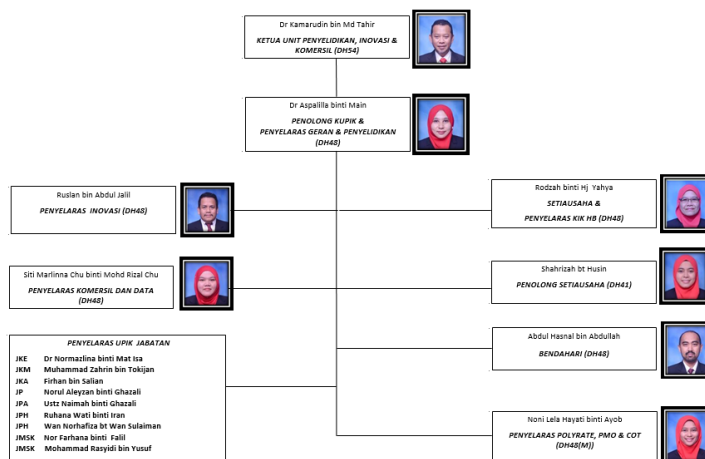 Dr Kamarudin bin Md Tahir
KETUA UNIT PENYELIDIKAN, INOVASI &
KOMERSIL (DH54)
Dr Aspalilla binti Main
PENOLONG KUPIK &
PENYELARAS GERAN & PENYELIDIKAN
(DH48)
Ruslan bin Abdul Jalil
PENYELARAS INOVASI (DH48)
Rodzah binti Hj Yahya
SETIAUSAHA &
PENYELARAS KIK HB (DH48)
Siti Marlinna Chu binti Mohd Rizal Chu
PENYELARAS KOMERSIL DAN DATA
(DH48)
Shahrizah bt Husin
PENOLONG SETIAUSAHA (DH41)
Abdul Hasnal bin Abdullah
BENDAHARI (DH48)
PENYELARAS UPIK JABATAN
JKE Dr Normazlina binti Mat Isa
JKM Muhammad Zahrin bin Tokijan
JKA Firhan bin Salian
JP Norul Aleyzan binti Ghazali
JPA Ustz Naimah binti Ghazali
JPH Ruhana Wati binti Iran
JPH Wan Norhafiza bt Wan Sulaiman
JMSK Nor Farhana binti Falil
JMSK Mohammad Rasyidi bin Yusuf
Noni Lela Hayati binti Ayob
PENYELARAS POLYRATE, PMO & COT
(DH48(M))